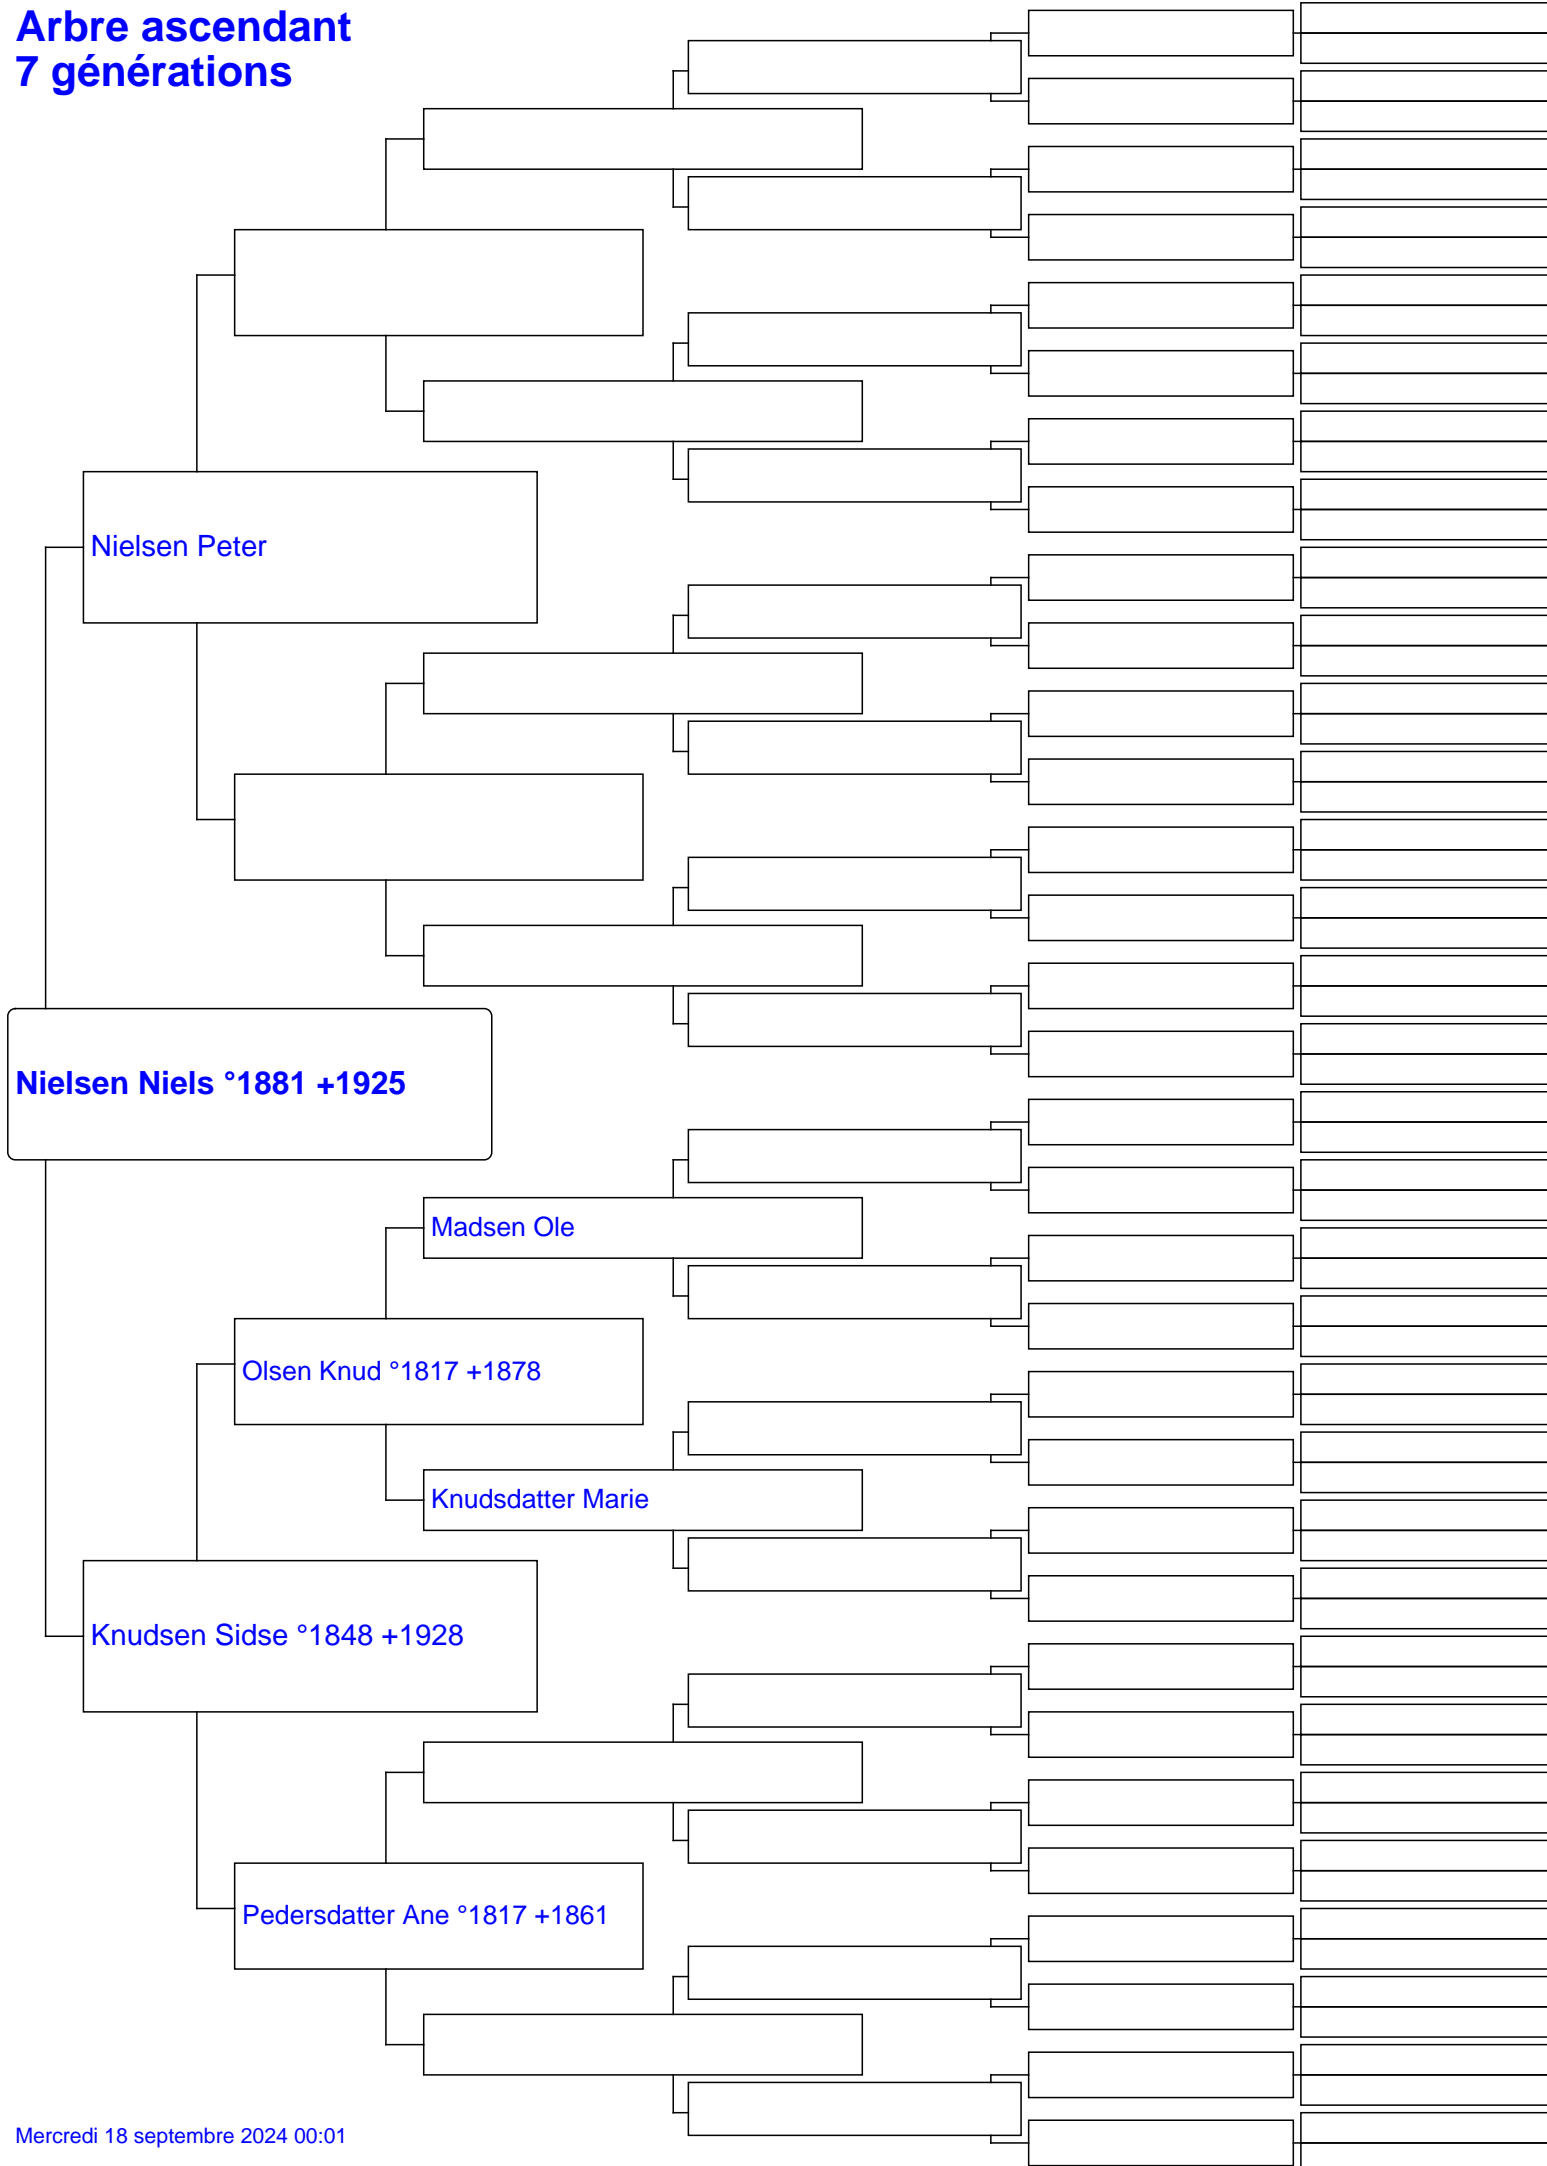 Arbre ascendant
7 générations
Nielsen Peter
Nielsen Niels °1881 +1925
Madsen Ole
Olsen Knud °1817 +1878
Knudsdatter Marie
Knudsen Sidse °1848 +1928
Pedersdatter Ane °1817 +1861
Mercredi 18 septembre 2024 00:01